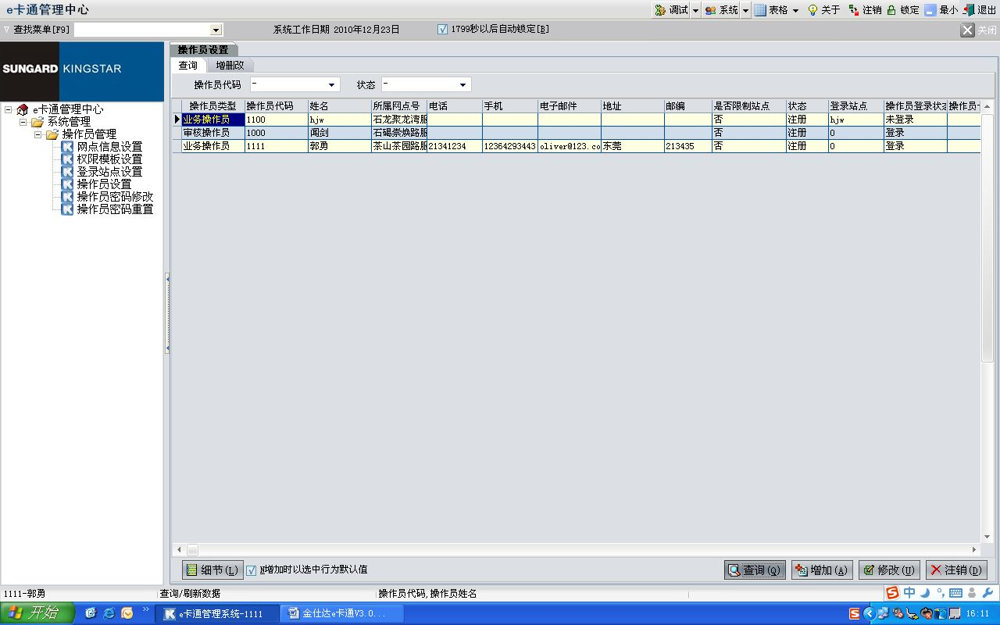 e卡通管理中心 调试 系统 表格 关于 注销 锁定 最小 退出
查找菜单[F9] 系统工作日期 2010年12月23日 1799秒以后自动锁定[B] 关闭
SUNGARD KINGSTAR
e卡通管理中心
系统管理
操作员管理
网点信息设置
权限模板设置
登录站点设置
操作员设置
操作员密码修改
操作员密码重置
操作员设置
查询 增册改
操作员代码 - 状态 -
操作员类型 操作员代码 姓名 所属网点号 电话 手机 电子邮件 地址 邮编 是否限制站点 状态 登录站点 操作员登录状态 操作员
业务操作员 1100 hjw 石龙聚龙湾服 否 注册 hjw 未登录
审核操作员 1000 闻剑 石碣崇焕路服 否 注册 0 登录
业务操作员 1111 郭勇 茶山茶园路服 21341234 12364293443 oliver@123.co 东莞 213435 否 注册 0 登录
细节(L) N增加时以选中行为默认值 查询(Q) 增加(A) 修改(U) 注销(D)
1111-郭勇 查询/刷新数据 操作员代码,操作员姓名 中
开始 e卡通管理系统-1111 金仕达e卡通V3.0... 16:11